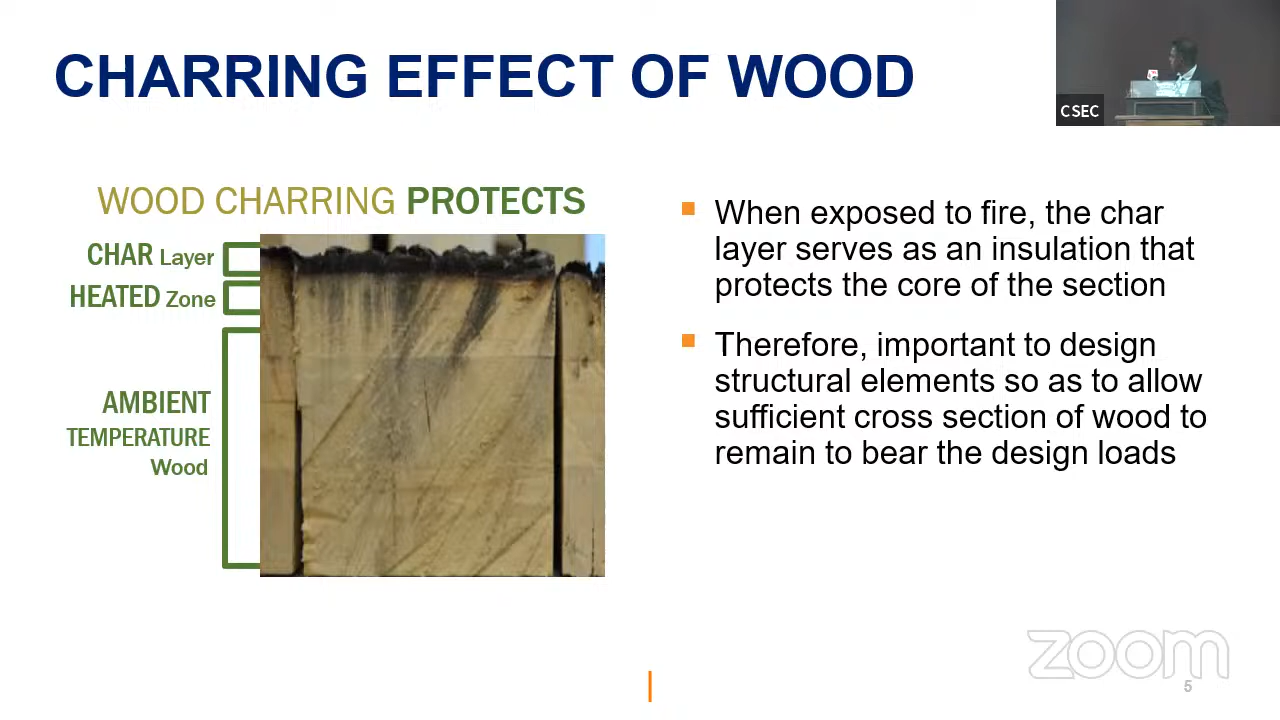 CHARRING EFFECT OF WOOD
CSEC
WOOD CHARRING PROTECTS
CHAR Layer
HEATED Zone
AMBIENT
TEMPERATURE
Wood
■ When exposed to fire, the char
layer serves as an insulation that
protects the core of the section
■ Therefore, important to design
structural elements so as to allow
sufficient cross section of wood to
remain to bear the design loads
zoom
5